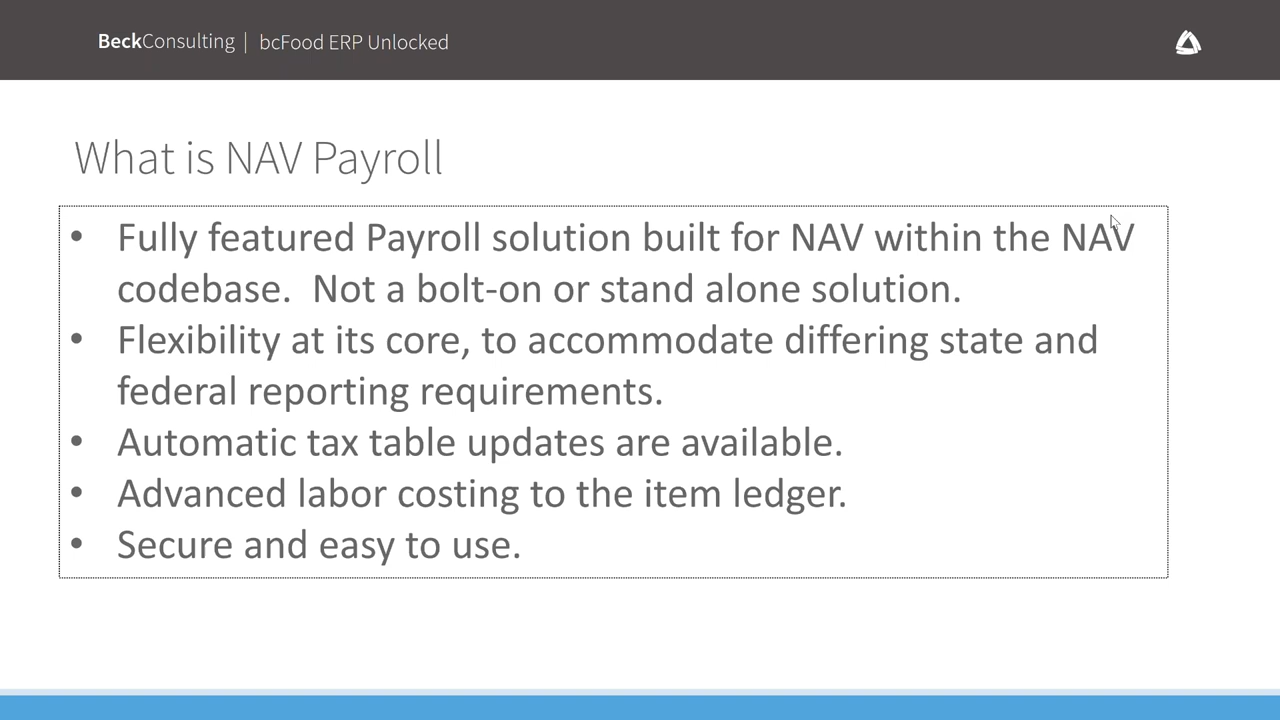 BeckConsulting | bcFood ERP Unlocked
What is NAV Payroll
• Fully featured Payroll solution built for NAV within the NAV
codebase.  Not a bolt-on or stand alone solution.
• Flexibility at its core, to accommodate differing state and
federal reporting requirements.
• Automatic tax table updates are available.
• Advanced labor costing to the item ledger.
• Secure and easy to use.